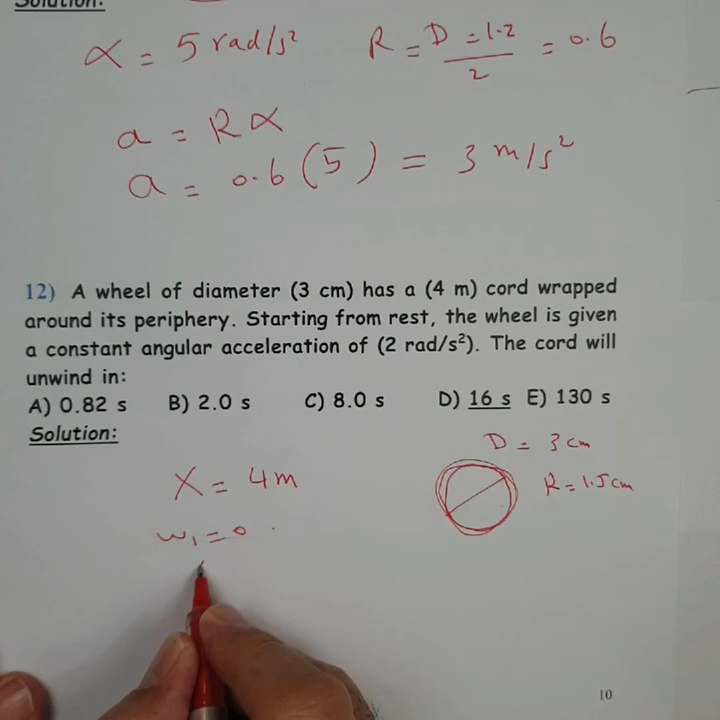 Solution:
α = 5 rad/s² R = D = 1.2 / 2 = 0.6
a = Rα
a = 0.6 (5) = 3 m/s²
12) A wheel of diameter (3 cm) has a (4 m) cord wrapped
around its periphery. Starting from rest, the wheel is given
a constant angular acceleration of (2 rad/s²). The cord will
unwind in:
A) 0.82 s B) 2.0 s C) 8.0 s D) 16 s E) 130 s
Solution:
D = 3 cm
X = 4 m R = 1.5 cm
w₁ = 0
10